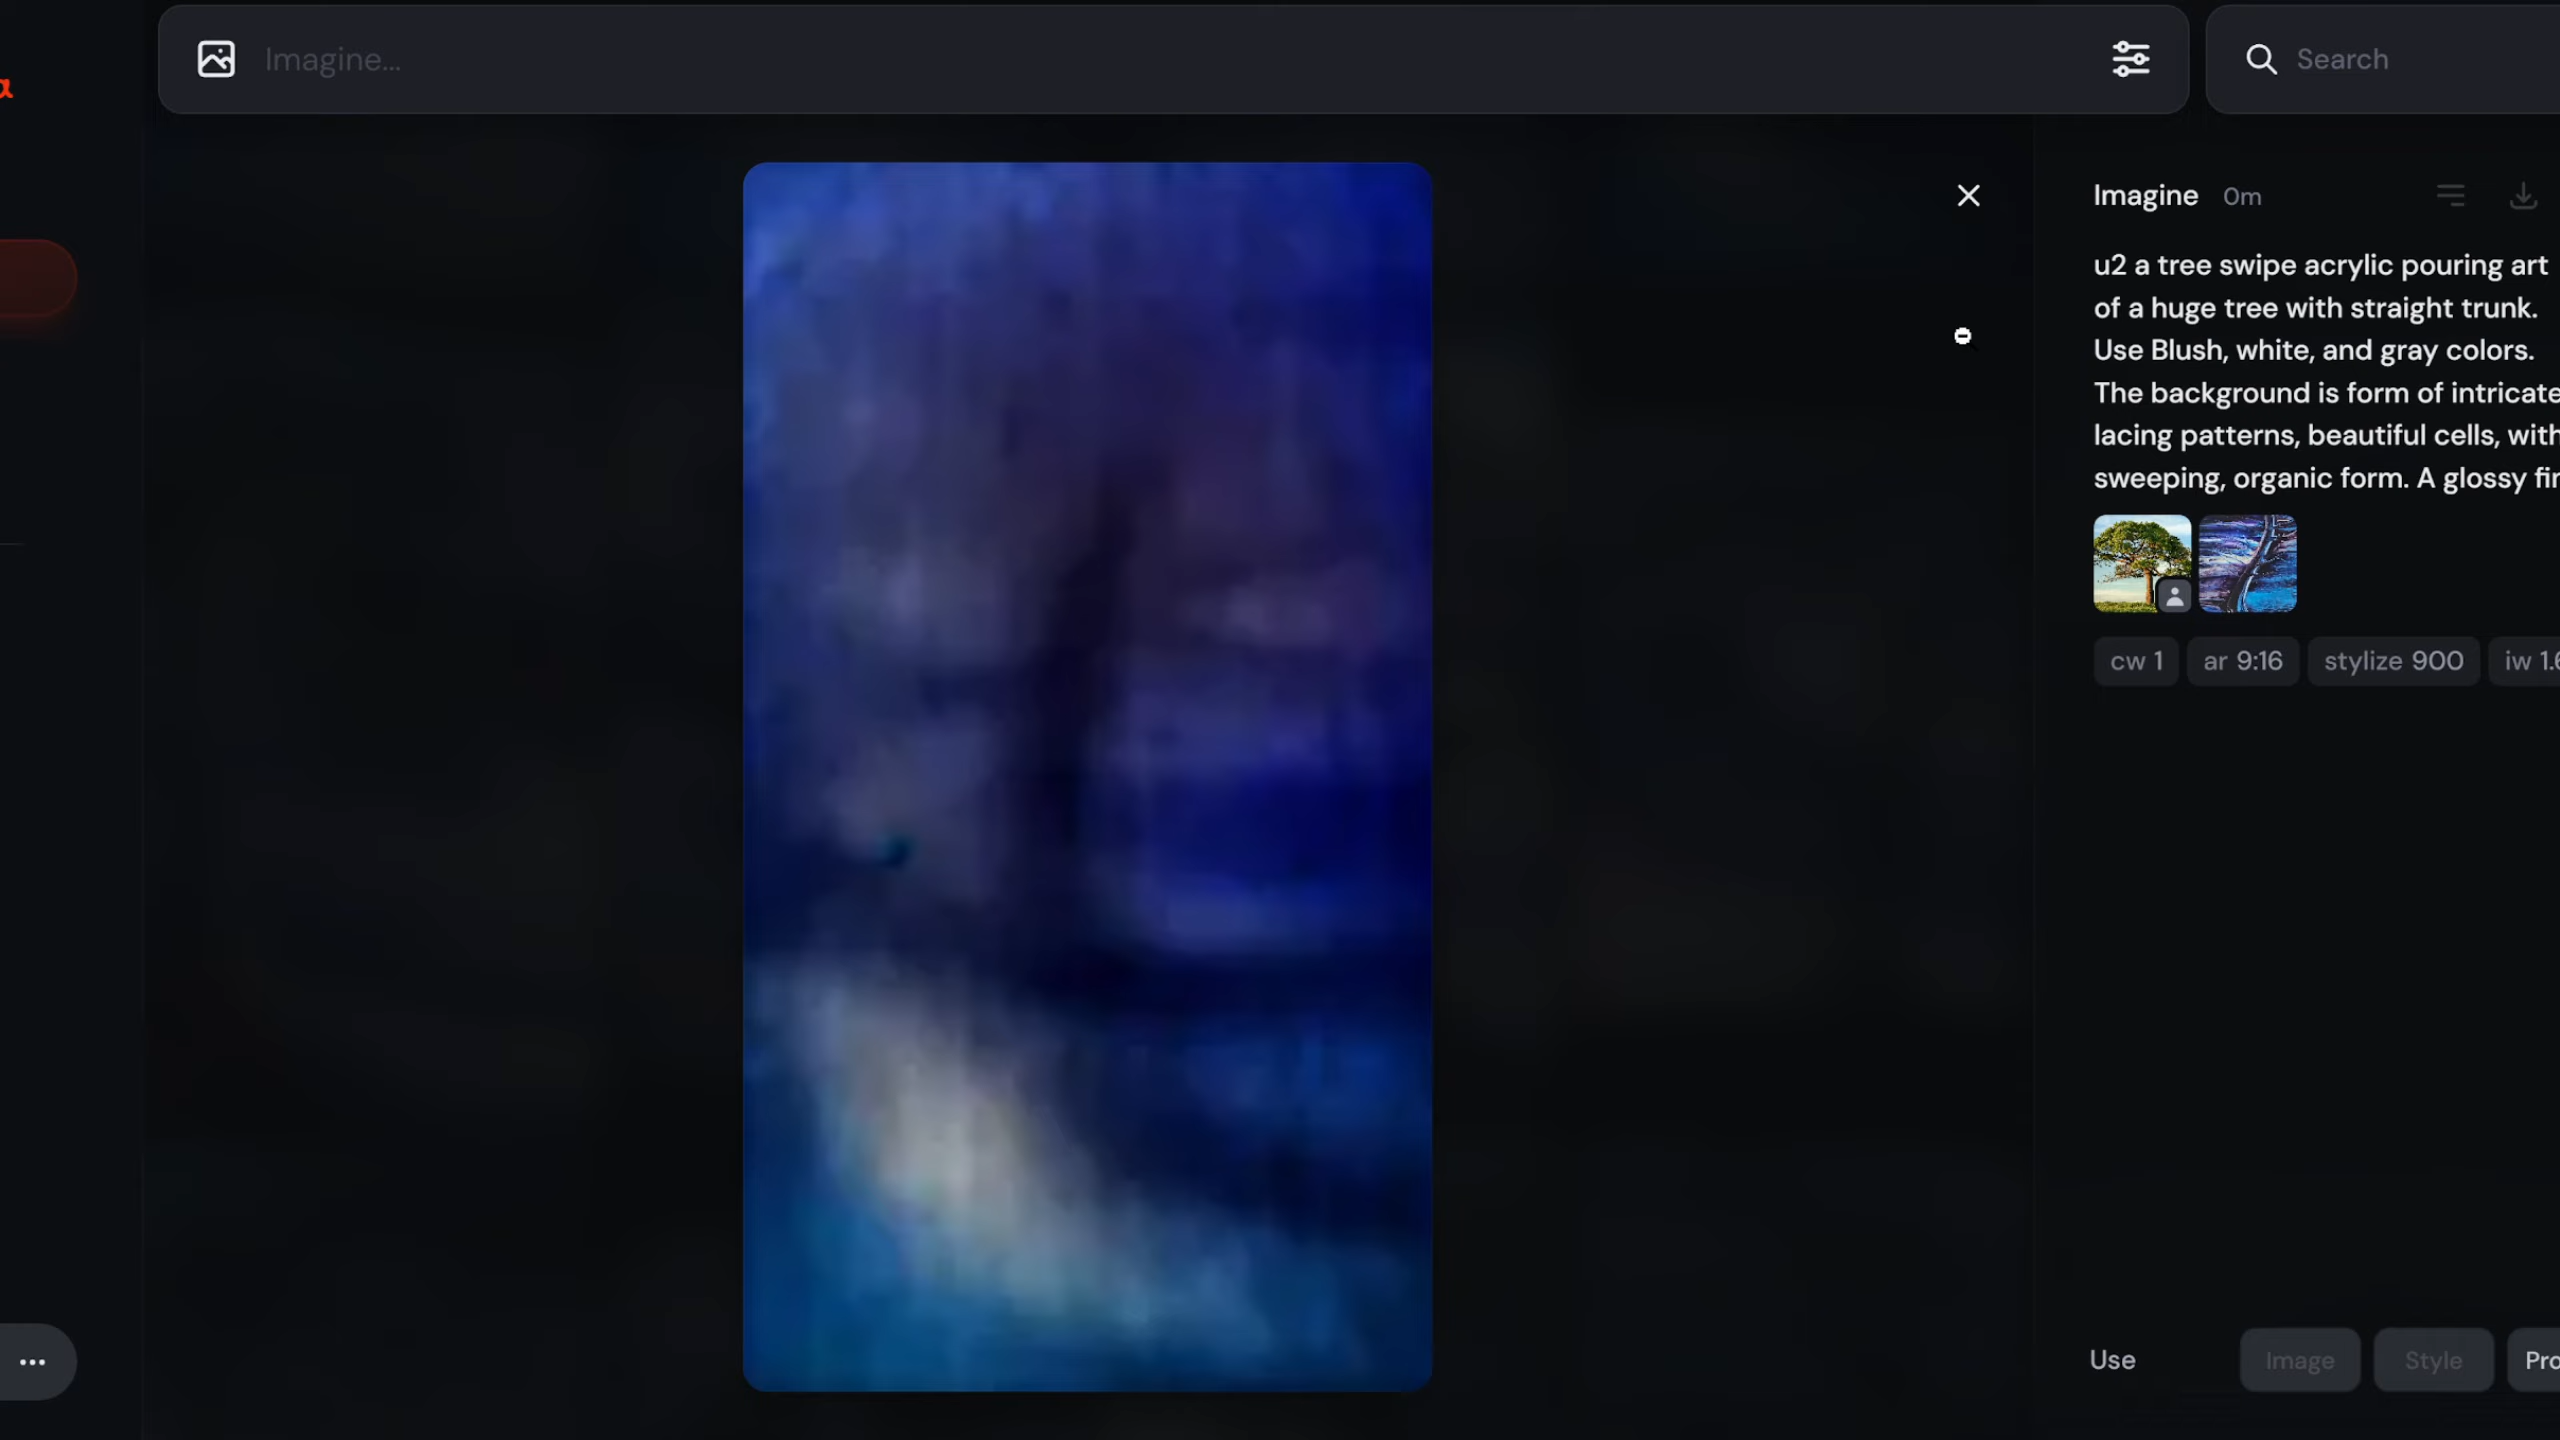 Imagine...
Search
α
Imagine 0m
u2 a tree swipe acrylic pouring art
of a huge tree with straight trunk.
Use Blush, white, and gray colors.
The background is form of intricate
lacing patterns, beautiful cells, with
sweeping, organic form. A glossy
cw 1 ar 9:16 stylize 900 iw
Use Image Style